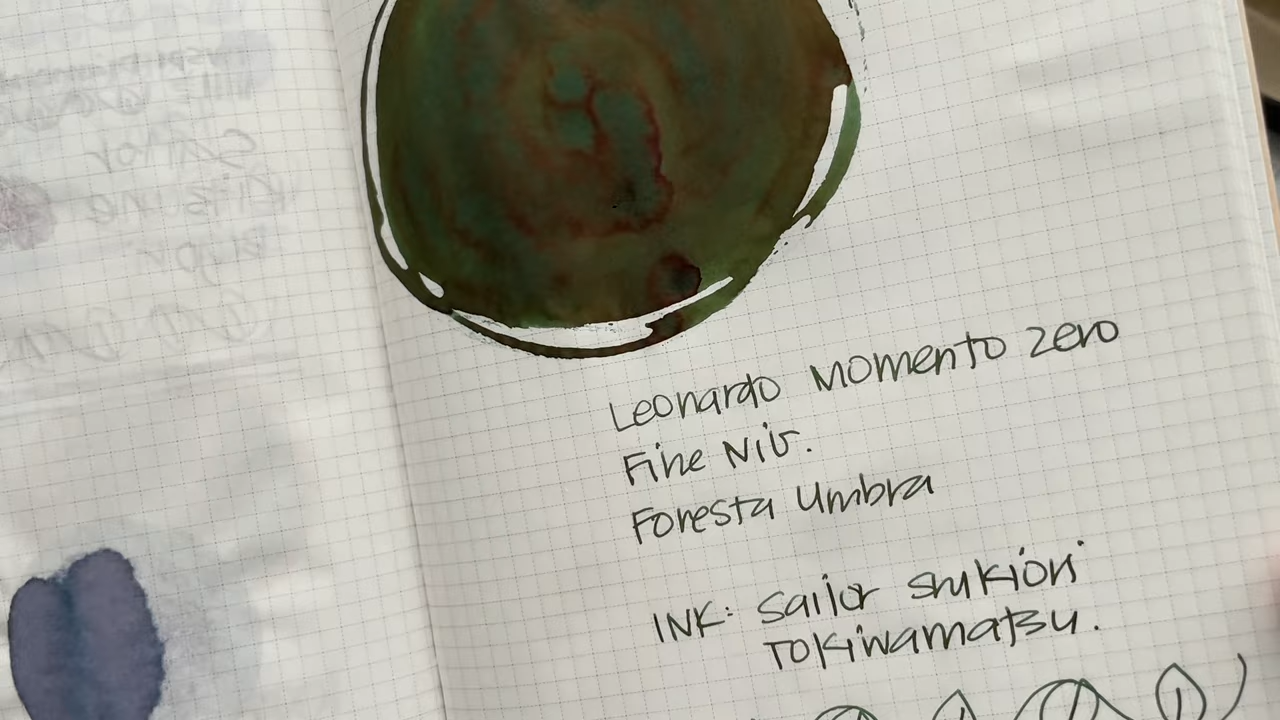 Leonardo Momento Zero
Fine Nib.
Foresta Umbra
INK: Sailor Shikiori
Tokiwamatsu.